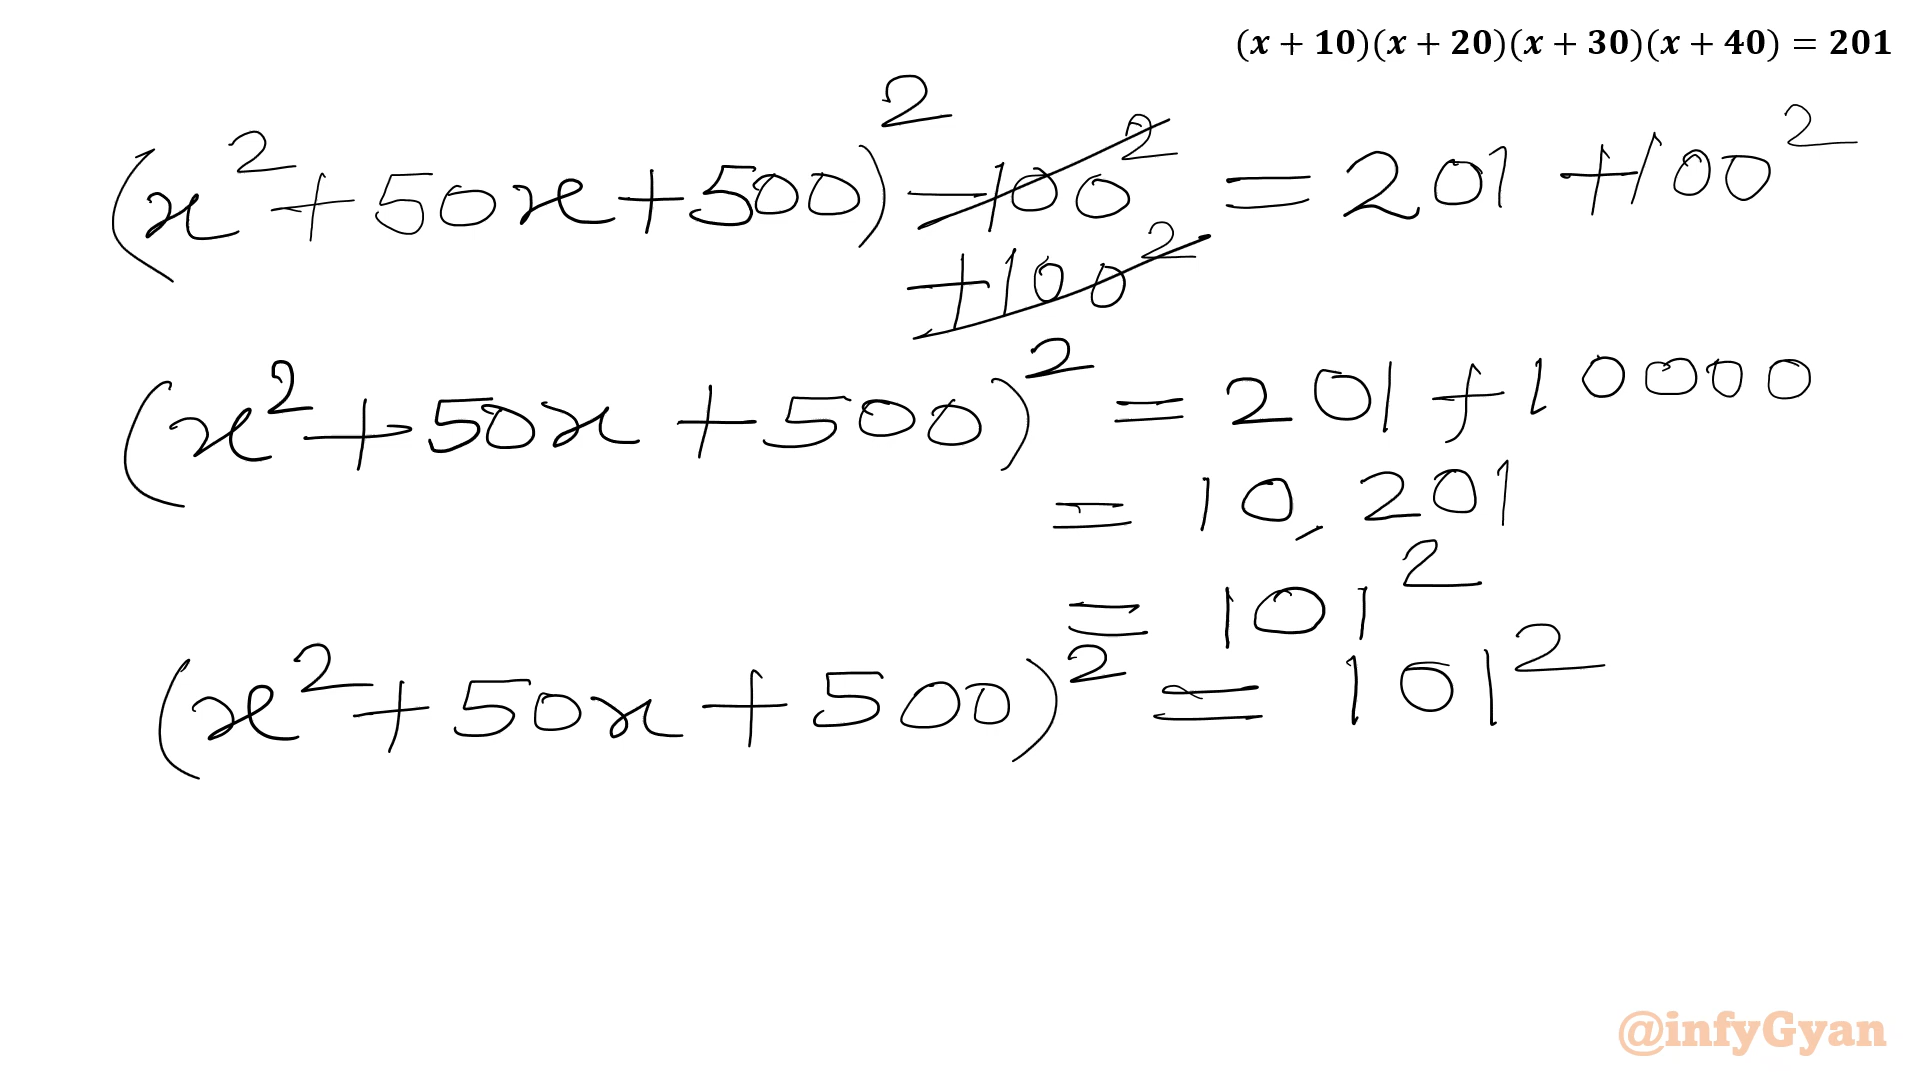 (x+10)(x+20)(x+30)(x+40) = 201
(x²+50x+500)² -100² = 201 +100²
+100²
(x²+50x+500)² = 201+10000
= 10,201
= 101²
(x²+50x+500)² = 101²
@infyGyan